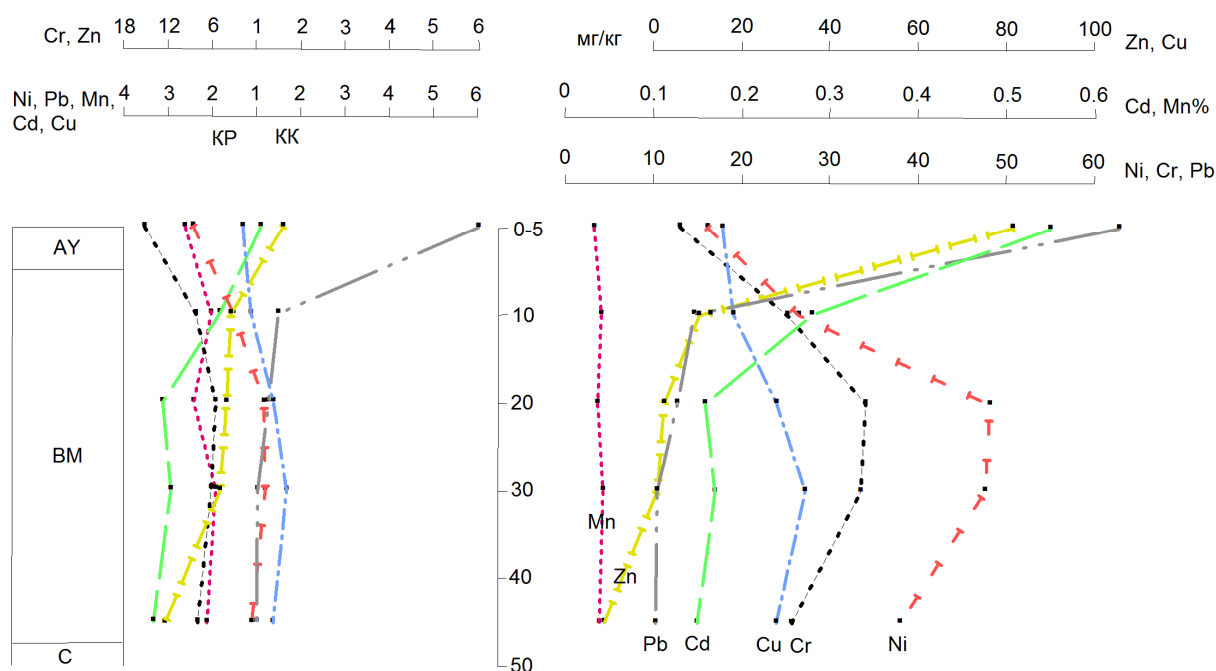 Cr, Zn
18 12 6 1 2 3 4 5 6
Ni, Pb, Mn,
Cd, Cu
4 3 2 1 2 3 4 5 6
КР КК
мг/кг
0 20 40 60 80 100
Zn, Cu
0 0.1 0.2 0.3 0.4 0.5 0.6
Cd, Mn%
0 10 20 30 40 50 60
Ni, Cr, Pb
AY
BM
C
0-5
10
20
30
40
50
Mn
Zn
Pb Cd Cu Cr Ni